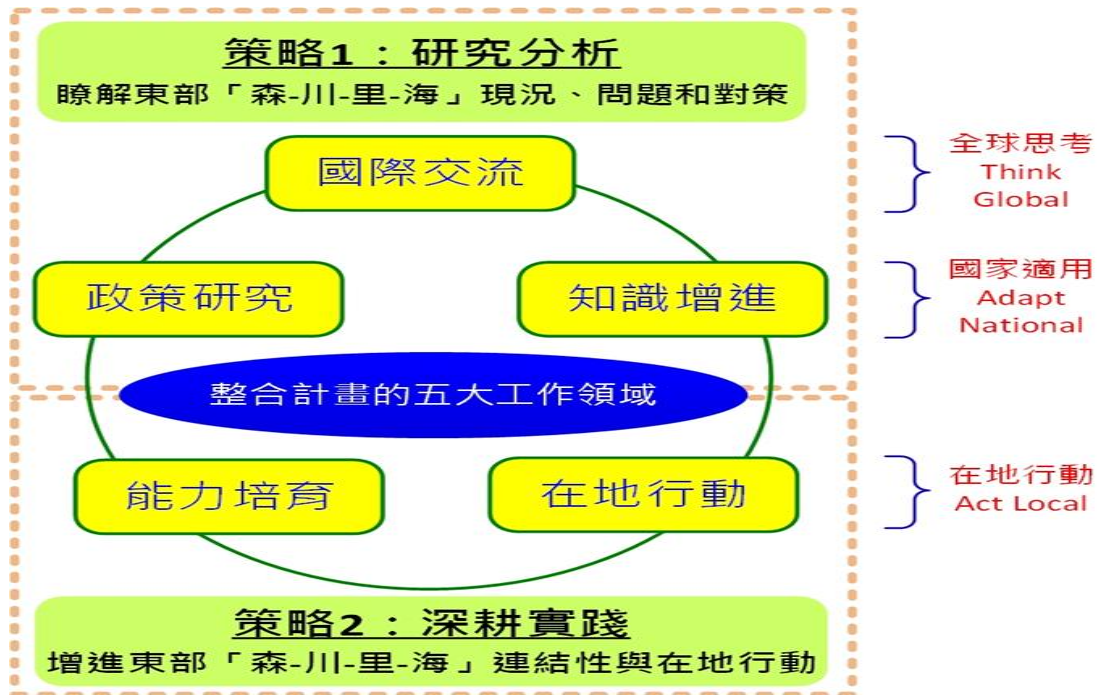 策略1：研究分析
瞭解東部「森-川-里-海」現況、問題和對策
國際交流
全球思考
Think
Global
政策研究
知識增進
國家適用
Adapt
National
整合計畫的五大工作領域
能力培育
在地行動
在地行動
Act Local
策略2：深耕實踐
增進東部「森-川-里-海」連結性與在地行動